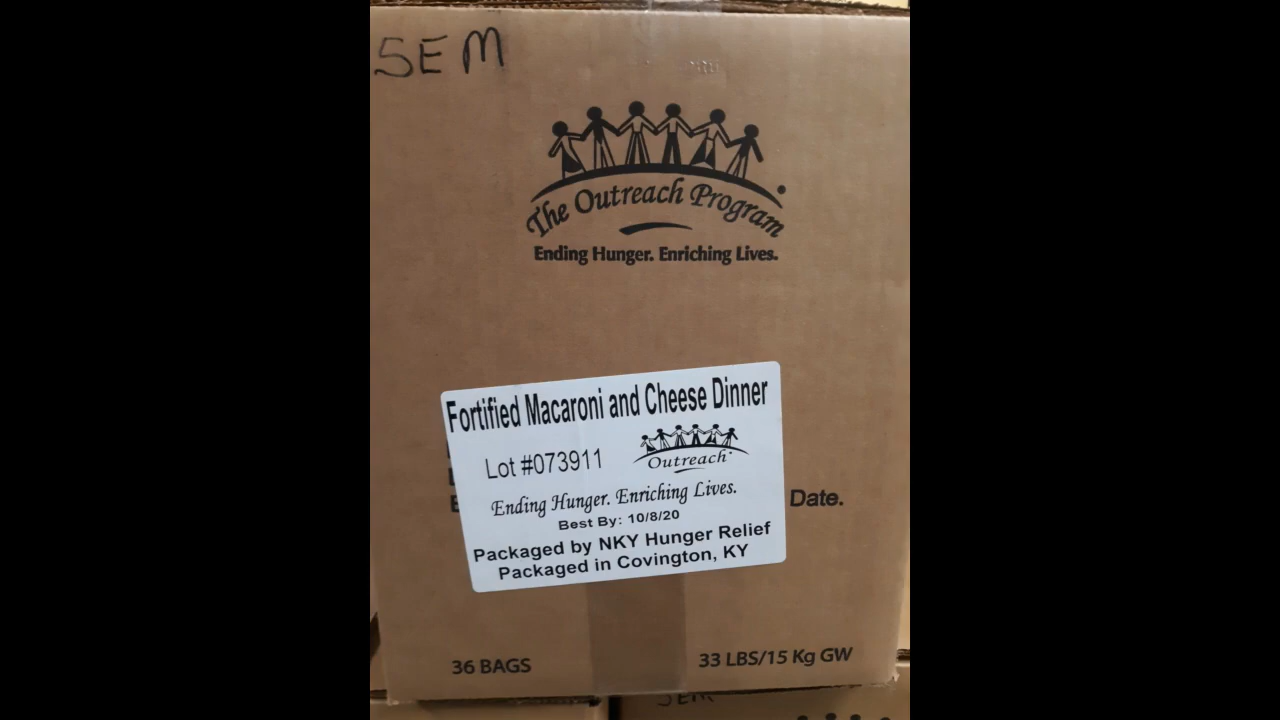 SEM
The Outreach Program
Ending Hunger. Enriching Lives.
Fortified Macaroni and Cheese Dinner
Lot #073911
Outreach
Ending Hunger. Enriching Lives.
Date.
Best By: 10/8/20
Packaged by NKY Hunger Relief
Packaged in Covington, KY
36 BAGS
33 LBS/15 Kg GW
SEM